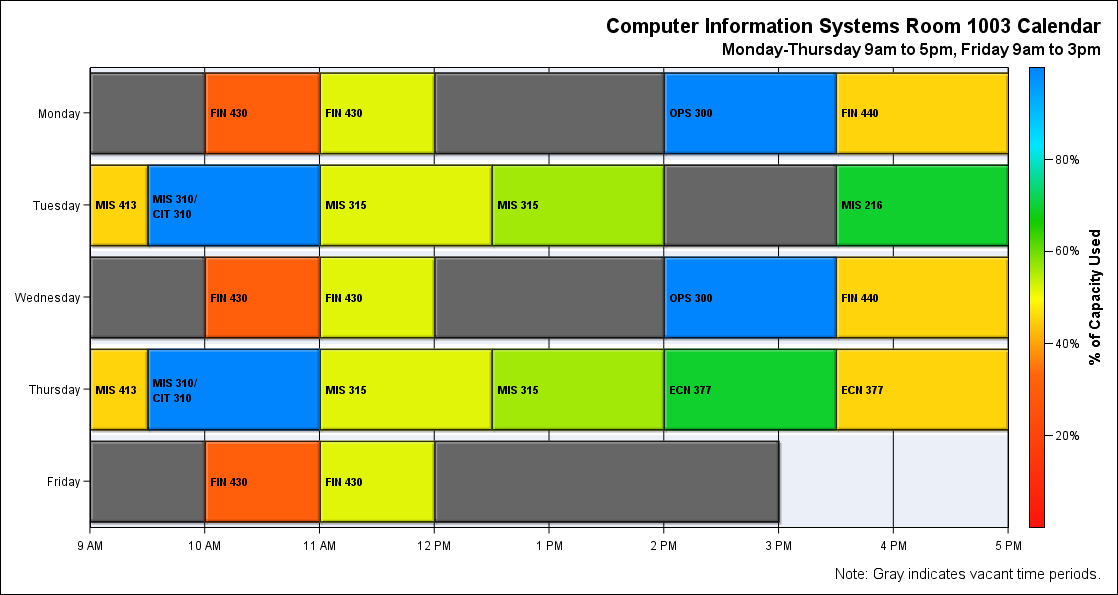 Computer Information Systems Room 1003 Calendar
Monday-Thursday 9am to 5pm, Friday 9am to 3pm
Monday
FIN 430
FIN 430
OPS 300
FIN 440
Tuesday
MIS 413
MIS 310/
CIT 310
MIS 315
MIS 315
MIS 216
Wednesday
FIN 430
FIN 430
OPS 300
FIN 440
Thursday
MIS 413
MIS 310/
CIT 310
MIS 315
MIS 315
ECN 377
ECN 377
Friday
FIN 430
FIN 430
9 AM
10 AM
11 AM
12 PM
1 PM
2 PM
3 PM
4 PM
5 PM
80%
60%
40%
20%
% of Capacity Used
Note: Gray indicates vacant time periods.